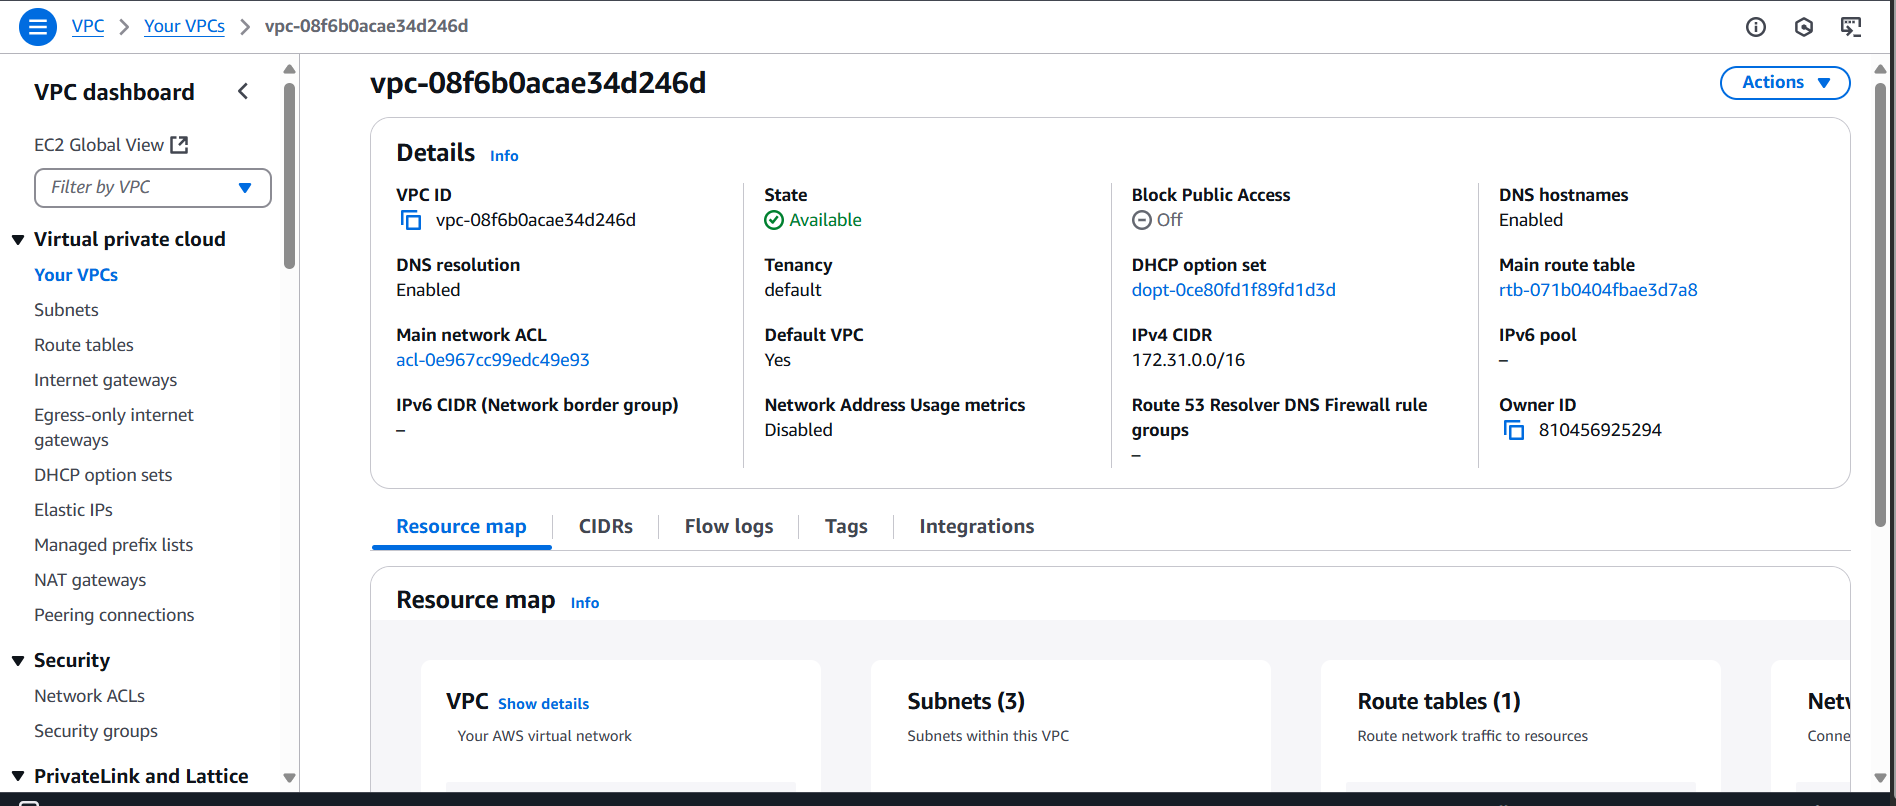 VPC > Your VPCs > vpc-08f6b0acae34d246d
VPC dashboard
EC2 Global View
Filter by VPC
Virtual private cloud
Your VPCs
Subnets
Route tables
Internet gateways
Egress-only internet
gateways
DHCP option sets
Elastic IPs
Managed prefix lists
NAT gateways
Peering connections
Security
Network ACLs
Security groups
PrivateLink and Lattice
vpc-08f6b0acae34d246d
Actions
Details Info
VPC ID
vpc-08f6b0acae34d246d
State
Available
Block Public Access
Off
DNS hostnames
Enabled
DNS resolution
Enabled
Tenancy
default
DHCP option set
dopt-0ce80fd1f89fd1d3d
Main route table
rtb-071b0404fbae3d7a8
Main network ACL
acl-0e967cc99edc49e93
Default VPC
Yes
IPv4 CIDR
172.31.0.0/16
IPv6 pool
–
IPv6 CIDR (Network border group)
–
Network Address Usage metrics
Disabled
Route 53 Resolver DNS Firewall rule
groups
–
Owner ID
810456925294
Resource map
CIDRs
Flow logs
Tags
Integrations
Resource map Info
VPC Show details
Your AWS virtual network
Subnets (3)
Subnets within this VPC
Route tables (1)
Route network traffic to resources
Netw
Conne